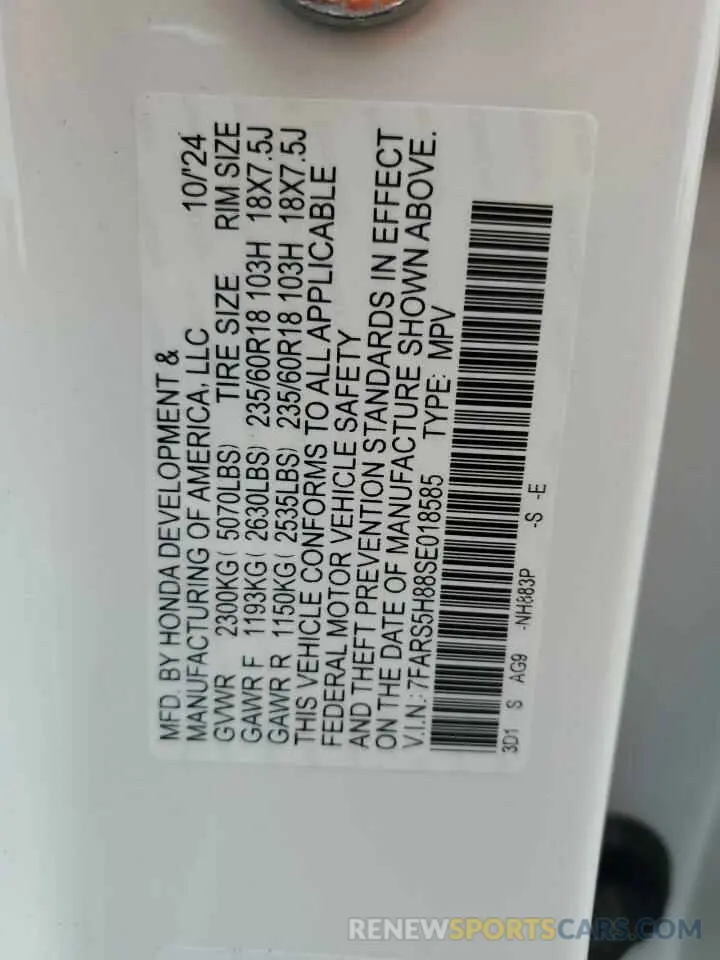 MFD. BY HONDA DEVELOPMENT &
MANUFACTURING OF AMERICA, LLC 10/'24
GVWR 2300KG( 5070LBS) TIRE SIZE RIM SIZE
GAWR F 1193KG( 2630LBS) 235/60R18 103H 18X7.5J
GAWR R 1150KG( 2535LBS) 235/60R18 103H 18X7.5J
THIS VEHICLE CONFORMS TO ALL APPLICABLE
FEDERAL MOTOR VEHICLE SAFETY
AND THEFT PREVENTION STANDARDS IN EFFECT
ON THE DATE OF MANUFACTURE SHOWN ABOVE.
V.I.N.: 7FARS5H88SE018585 TYPE: MPV
3D1 S AG9 -NH883P -S -E
RENEWSPORTSCARS.COM